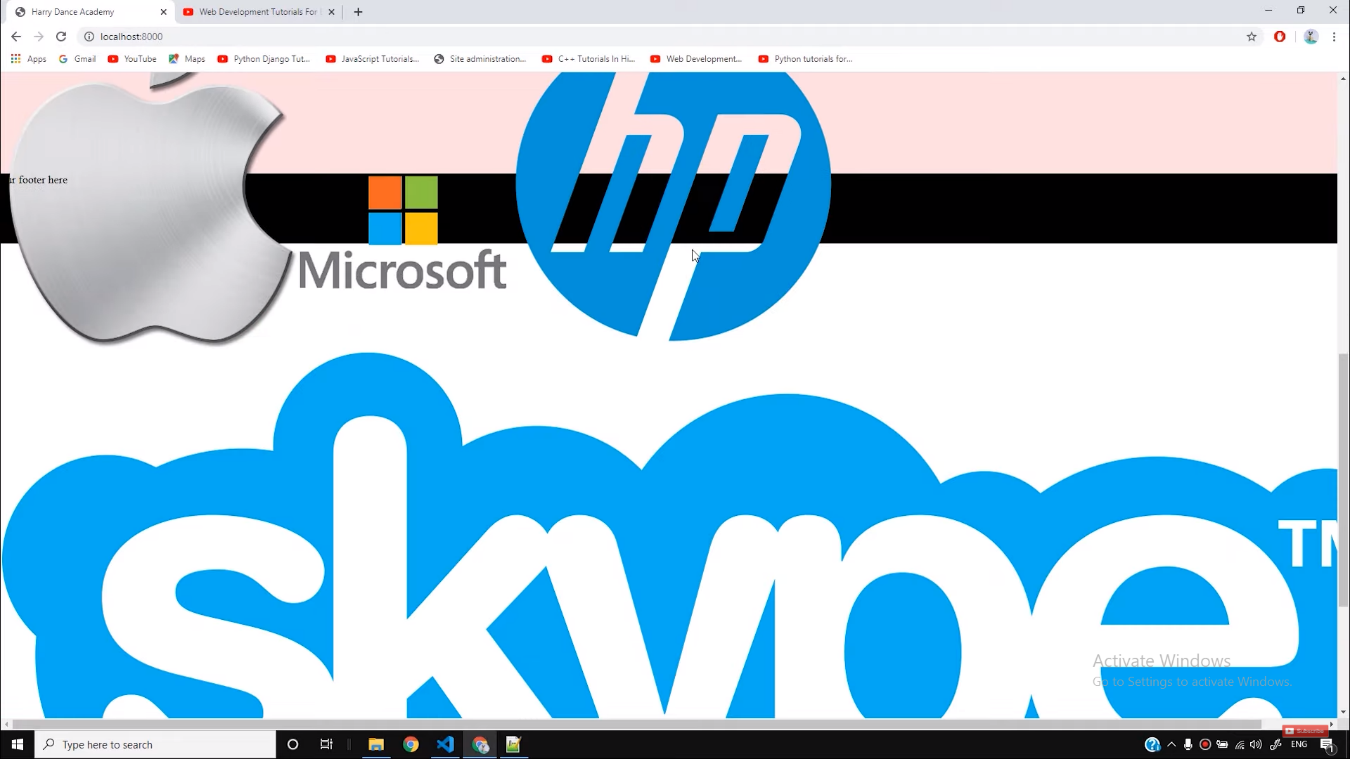 Harry Dance Academy
Web Development Tutorials For
localhost:8000
Apps
Gmail
YouTube
Maps
Python Django Tut...
JavaScript Tutorials...
Site administration...
C++ Tutorials In Hi...
Web Development...
Python tutorials for...
hp
ur footer here
Microsoft
skype
TM
Activate Windows
Go to Settings to activate Windows.
Type here to search
ENG